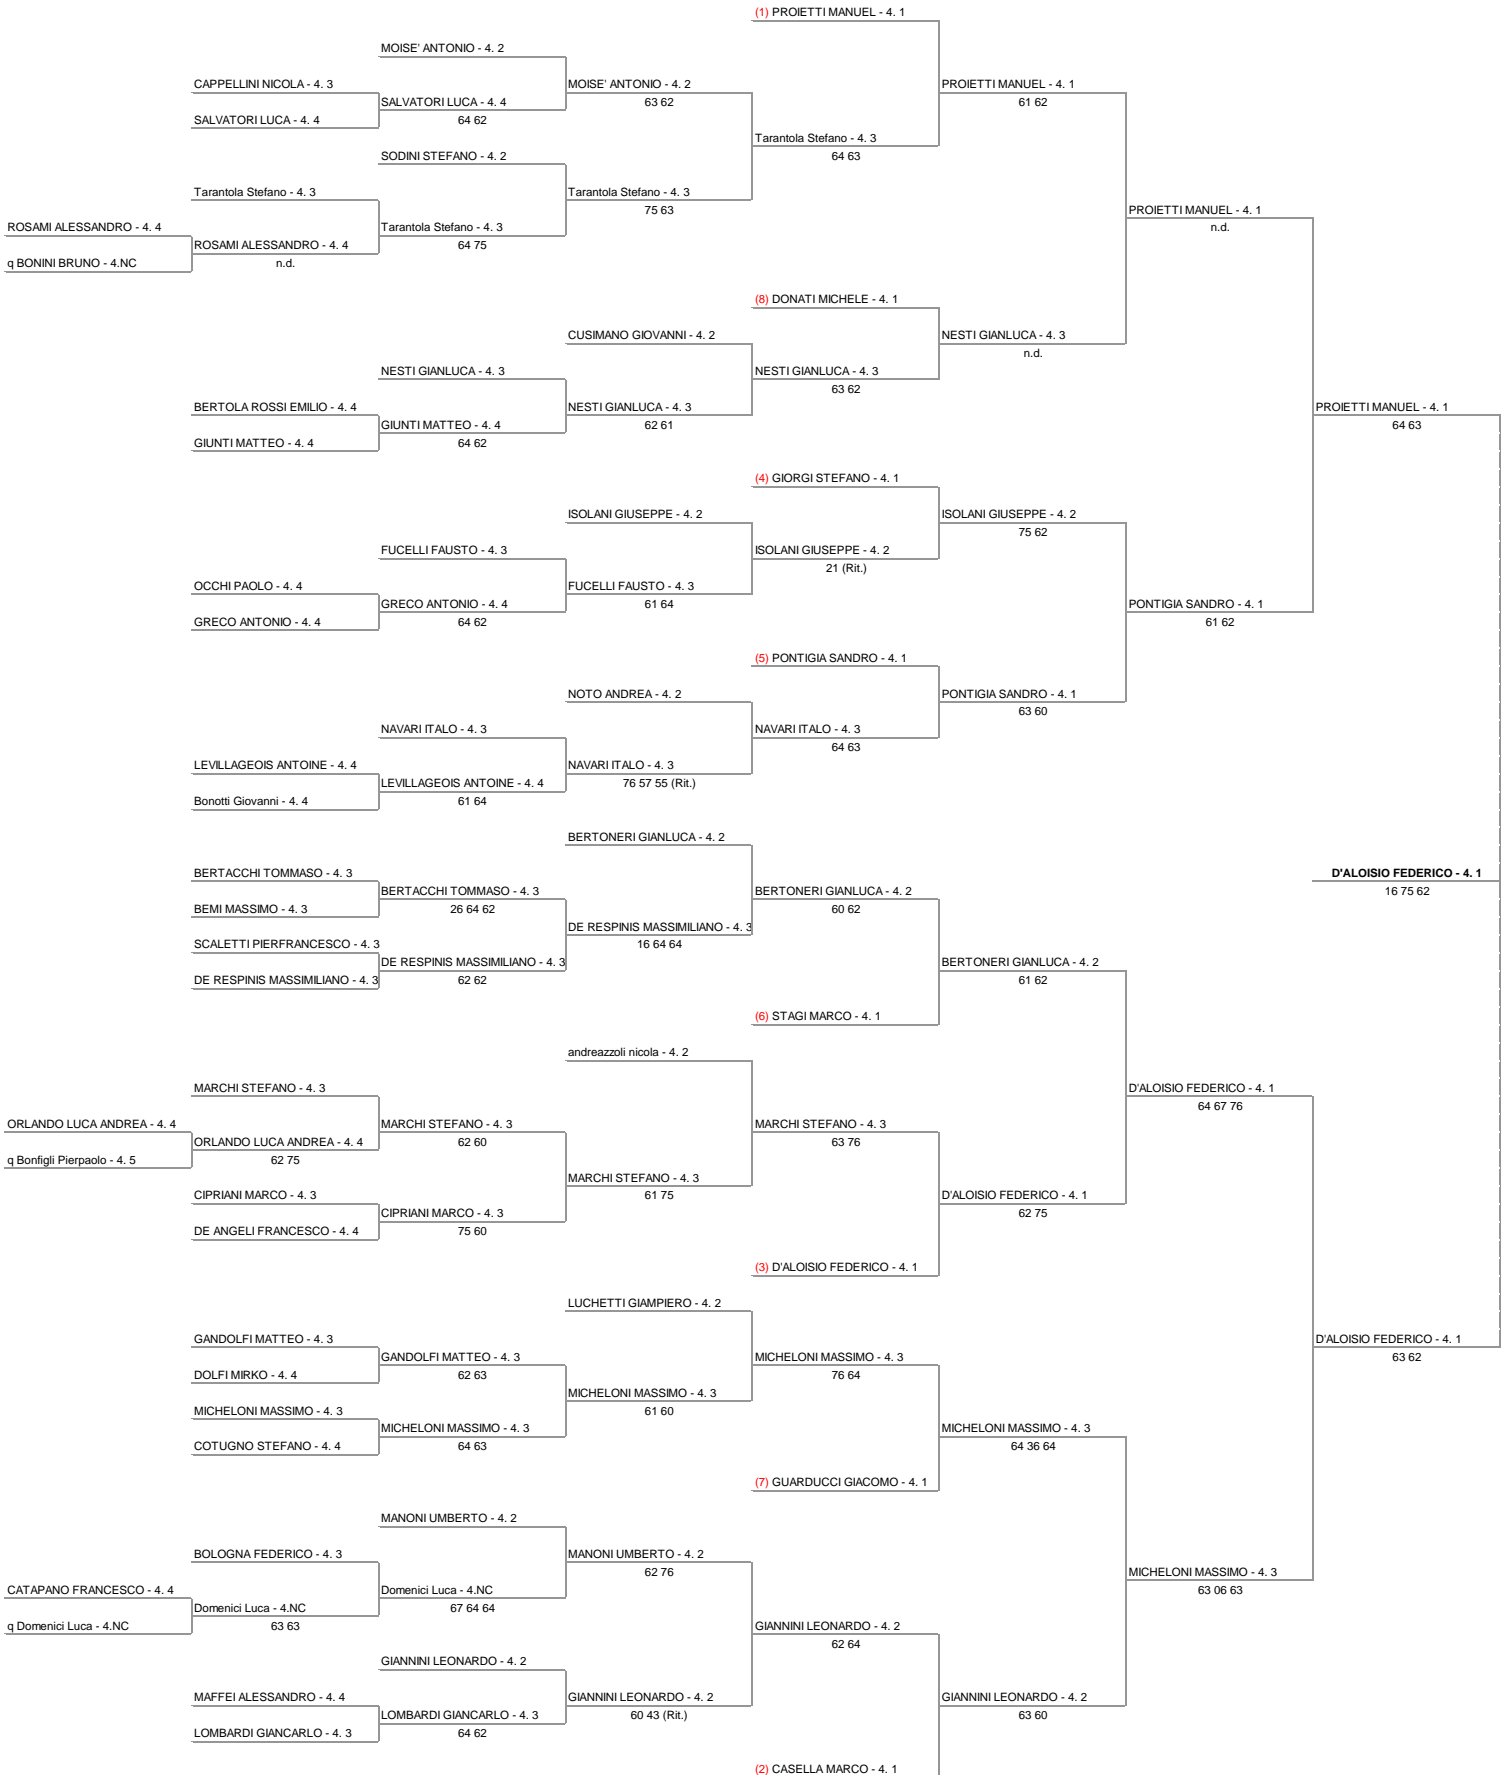 (1) PROIETTI MANUEL - 4. 1
MOISE' ANTONIO - 4. 2
CAPPELLINI NICOLA - 4. 3
MOISE' ANTONIO - 4. 2
PROIETTI MANUEL - 4. 1
SALVATORI LUCA - 4. 4
63 62
61 62
SALVATORI LUCA - 4. 4
64 62
Tarantola Stefano - 4. 3
SODINI STEFANO - 4. 2
64 63
Tarantola Stefano - 4. 3
Tarantola Stefano - 4. 3
75 63
PROIETTI MANUEL - 4. 1
ROSAMI ALESSANDRO - 4. 4
Tarantola Stefano - 4. 3
n.d.
ROSAMI ALESSANDRO - 4. 4
64 75
q BONINI BRUNO - 4.NC
n.d.
(8) DONATI MICHELE - 4. 1
CUSIMANO GIOVANNI - 4. 2
NESTI GIANLUCA - 4. 3
n.d.
NESTI GIANLUCA - 4. 3
NESTI GIANLUCA - 4. 3
63 62
BERTOLA ROSSI EMILIO - 4. 4
NESTI GIANLUCA - 4. 3
PROIETTI MANUEL - 4. 1
GIUNTI MATTEO - 4. 4
62 61
64 63
GIUNTI MATTEO - 4. 4
64 62
(4) GIORGI STEFANO - 4. 1
ISOLANI GIUSEPPE - 4. 2
ISOLANI GIUSEPPE - 4. 2
75 62
FUCELLI FAUSTO - 4. 3
ISOLANI GIUSEPPE - 4. 2
21 (Rit.)
OCCHI PAOLO - 4. 4
FUCELLI FAUSTO - 4. 3
GRECO ANTONIO - 4. 4
61 64
PONTIGIA SANDRO - 4. 1
GRECO ANTONIO - 4. 4
64 62
61 62
(5) PONTIGIA SANDRO - 4. 1
NOTO ANDREA - 4. 2
PONTIGIA SANDRO - 4. 1
63 60
NAVARI ITALO - 4. 3
NAVARI ITALO - 4. 3
64 63
LEVILLAGEOIS ANTOINE - 4. 4
NAVARI ITALO - 4. 3
LEVILLAGEOIS ANTOINE - 4. 4
76 57 55 (Rit.)
Bonotti Giovanni - 4. 4
61 64
BERTONERI GIANLUCA - 4. 2
BERTACCHI TOMMASO - 4. 3
D'ALOISIO FEDERICO - 4. 1
BERTACCHI TOMMASO - 4. 3
BERTONERI GIANLUCA - 4. 2
16 75 62
BEMI MASSIMO - 4. 3
26 64 62
60 62
DE RESPINIS MASSIMILIANO - 4. 3
SCALETTI PIERFRANCESCO - 4. 3
16 64 64
DE RESPINIS MASSIMILIANO - 4. 3
BERTONERI GIANLUCA - 4. 2
DE RESPINIS MASSIMILIANO - 4. 3
62 62
61 62
(6) STAGI MARCO - 4. 1
andreazzoli nicola - 4. 2
MARCHI STEFANO - 4. 3
D'ALOISIO FEDERICO - 4. 1
64 67 76
ORLANDO LUCA ANDREA - 4. 4
MARCHI STEFANO - 4. 3
MARCHI STEFANO - 4. 3
ORLANDO LUCA ANDREA - 4. 4
62 60
63 76
q Bonfigli Pierpaolo - 4. 5
62 75
MARCHI STEFANO - 4. 3
CIPRIANI MARCO - 4. 3
61 75
D'ALOISIO FEDERICO - 4. 1
CIPRIANI MARCO - 4. 3
62 75
DE ANGELI FRANCESCO - 4. 4
75 60
(3) D'ALOISIO FEDERICO - 4. 1
LUCHETTI GIAMPIERO - 4. 2
GANDOLFI MATTEO - 4. 3
D'ALOISIO FEDERICO - 4. 1
GANDOLFI MATTEO - 4. 3
MICHELONI MASSIMO - 4. 3
63 62
DOLFI MIRKO - 4. 4
62 63
76 64
MICHELONI MASSIMO - 4. 3
MICHELONI MASSIMO - 4. 3
61 60
MICHELONI MASSIMO - 4. 3
MICHELONI MASSIMO - 4. 3
COTUGNO STEFANO - 4. 4
64 63
64 36 64
(7) GUARDUCCI GIACOMO - 4. 1
MANONI UMBERTO - 4. 2
BOLOGNA FEDERICO - 4. 3
MANONI UMBERTO - 4. 2
62 76
MICHELONI MASSIMO - 4. 3
CATAPANO FRANCESCO - 4. 4
Domenici Luca - 4.NC
63 06 63
Domenici Luca - 4.NC
67 64 64
q Domenici Luca - 4.NC
63 63
GIANNINI LEONARDO - 4. 2
62 64
GIANNINI LEONARDO - 4. 2
MAFFEI ALESSANDRO - 4. 4
GIANNINI LEONARDO - 4. 2
GIANNINI LEONARDO - 4. 2
LOMBARDI GIANCARLO - 4. 3
60 43 (Rit.)
63 60
LOMBARDI GIANCARLO - 4. 3
64 62
(2) CASELLA MARCO - 4. 1